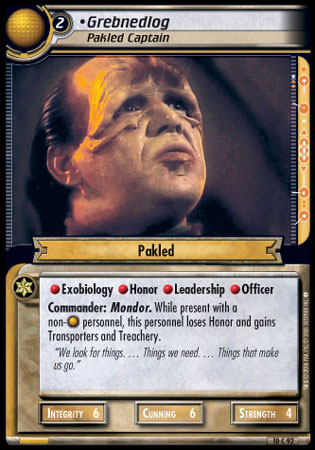 2 •Grebnedlog
Pakled Captain
Pakled
Exobiology Honor Leadership Officer
Commander: Mondor. While present with a
non- personnel, this personnel loses Honor and gains
Transporters and Treachery.
"We look for things. … Things we need. … Things that make
us go."
INTEGRITY 6 CUNNING 6 STRENGTH 4
10 C 92